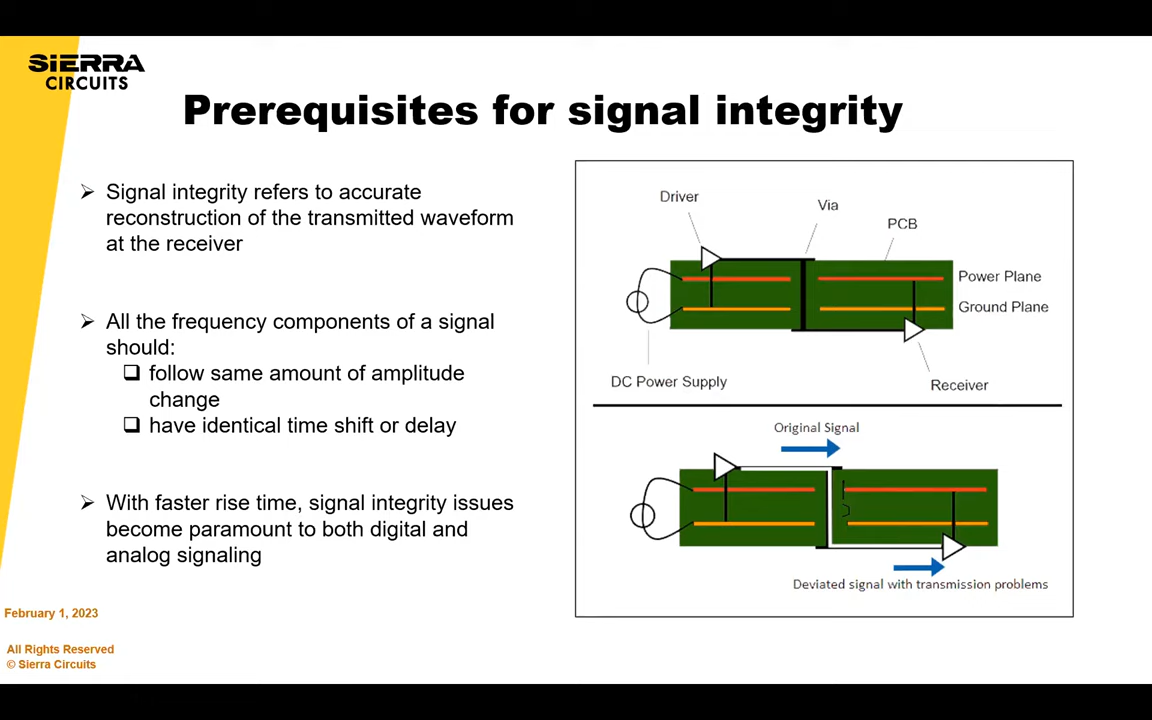 SIERRA
CIRCUITS
Prerequisites for signal integrity
Signal integrity refers to accurate
reconstruction of the transmitted waveform
at the receiver
All the frequency components of a signal
should:
follow same amount of amplitude
change
have identical time shift or delay
With faster rise time, signal integrity issues
become paramount to both digital and
analog signaling
Driver
Via
PCB
Power Plane
Ground Plane
DC Power Supply
Receiver
Original Signal
Deviated signal with transmission problems
February 1, 2023
All Rights Reserved
© Sierra Circuits